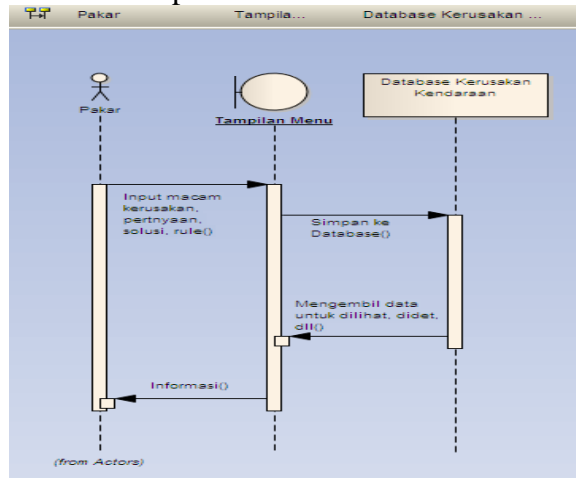 Pakar Tampila... Database Kerusakan ...
Pakar
Tampilan Menu
Database Kerusakan
Kendaraan
Input macam
kerusakan,
pertnyaan,
solusi, rule()
Simpan ke
Database()
Mengembil data
untuk dilihat, didet,
dll()
Informasi()
(from Actors)